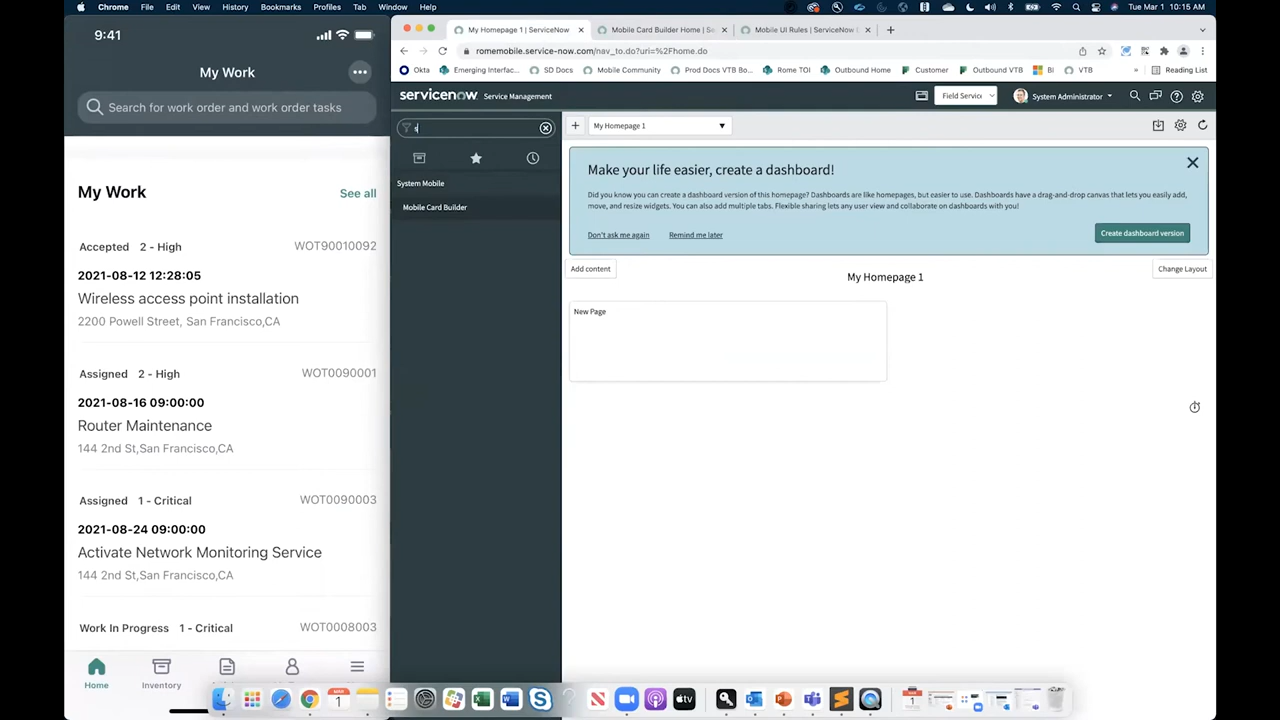 Chrome File Edit View History Bookmarks Profiles Tab Window Help
Tue Mar 1 10:15 AM
9:41
My Work
Search for work order and work order tasks
My Work See all
Accepted 2 - High WOT90010092
2021-08-12 12:28:05
Wireless access point installation
2200 Powell Street, San Francisco,CA
Assigned 2 - High WOT0090001
2021-08-16 09:00:00
Router Maintenance
144 2nd St,San Francisco,CA
Assigned 1 - Critical WOT0090003
2021-08-24 09:00:00
Activate Network Monitoring Service
144 2nd St,San Francisco,CA
Work In Progress 1 - Critical WOT0008003
Home Inventory
My Homepage 1 | ServiceNow
Mobile Card Builder Home | Se
Mobile UI Rules | ServiceNow
romemobile.service-now.com/nav_to.do?uri=%2Fhome.do
Okta Emerging Interfac... SD Docs Mobile Community Prod Docs VTB Bo... Rome TOI Outbound Home Customer Outbound VTB BI VTB » Reading List
servicenow Service Management
Field Servic System Administrator
System Mobile
Mobile Card Builder
My Homepage 1
Make your life easier, create a dashboard!
Did you know you can create a dashboard version of this homepage? Dashboards are like homepages, but easier to use. Dashboards have a drag-and-drop canvas that lets you easily add,
move, and resize widgets. You can also add multiple tabs. Flexible sharing lets any user view and collaborate on dashboards with you!
Don't ask me again Remind me later Create dashboard version
Add content My Homepage 1 Change Layout
New Page